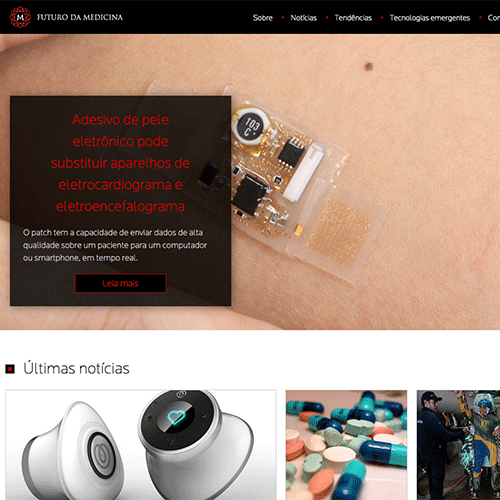 M FUTURO DA MEDICINA
Sobre Notícias Tendências Tecnologias emergentes Con
Adesivo de pele
eletrônico pode
substituir aparelhos de
eletrocardiograma e
eletroencefalograma
O patch tem a capacidade de enviar dados de alta
qualidade sobre um paciente para um computador
ou smartphone, em tempo real.
Leia mais
103
C
Últimas notícias